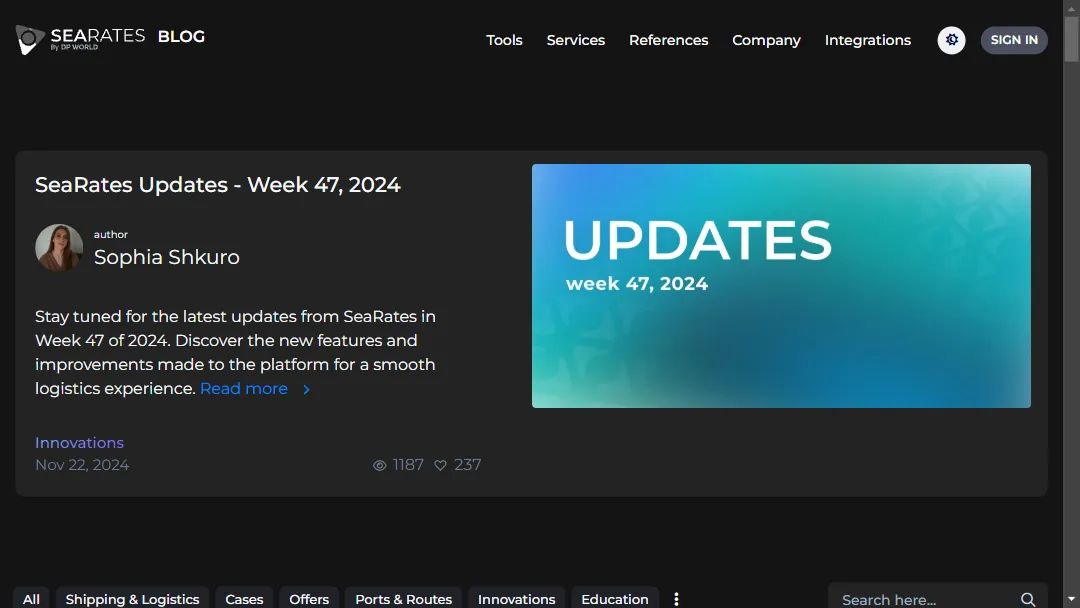 SEARATES BLOG
By DP WORLD
Tools Services References Company Integrations SIGN IN
SeaRates Updates - Week 47, 2024
author
Sophia Shkuro
Stay tuned for the latest updates from SeaRates in
Week 47 of 2024. Discover the new features and
improvements made to the platform for a smooth
logistics experience. Read more
Innovations
Nov 22, 2024 1187 237
UPDATES
week 47, 2024
All Shipping & Logistics Cases Offers Ports & Routes Innovations Education Search here...